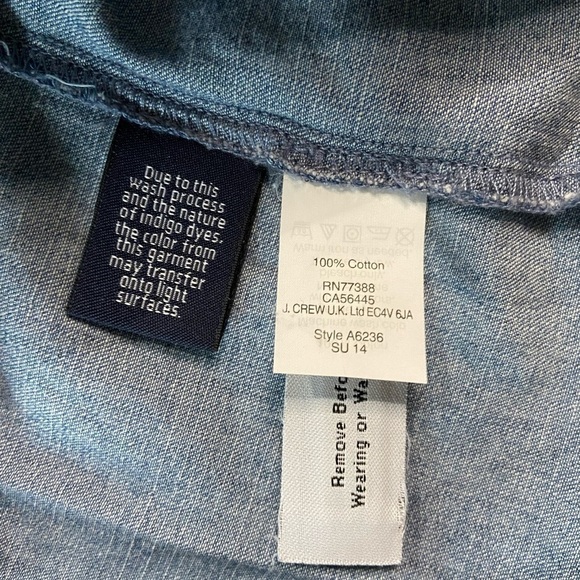 Due to this
wash process
and the nature
of indigo dyes,
the color from
this garment
may transfer
onto light
surfaces.
100% Cotton
RN77388
CA56445
J. CREW U.K. Ltd EC4V 6JA
Style A6236
SU 14
Remove Befo
Wearing or Wa